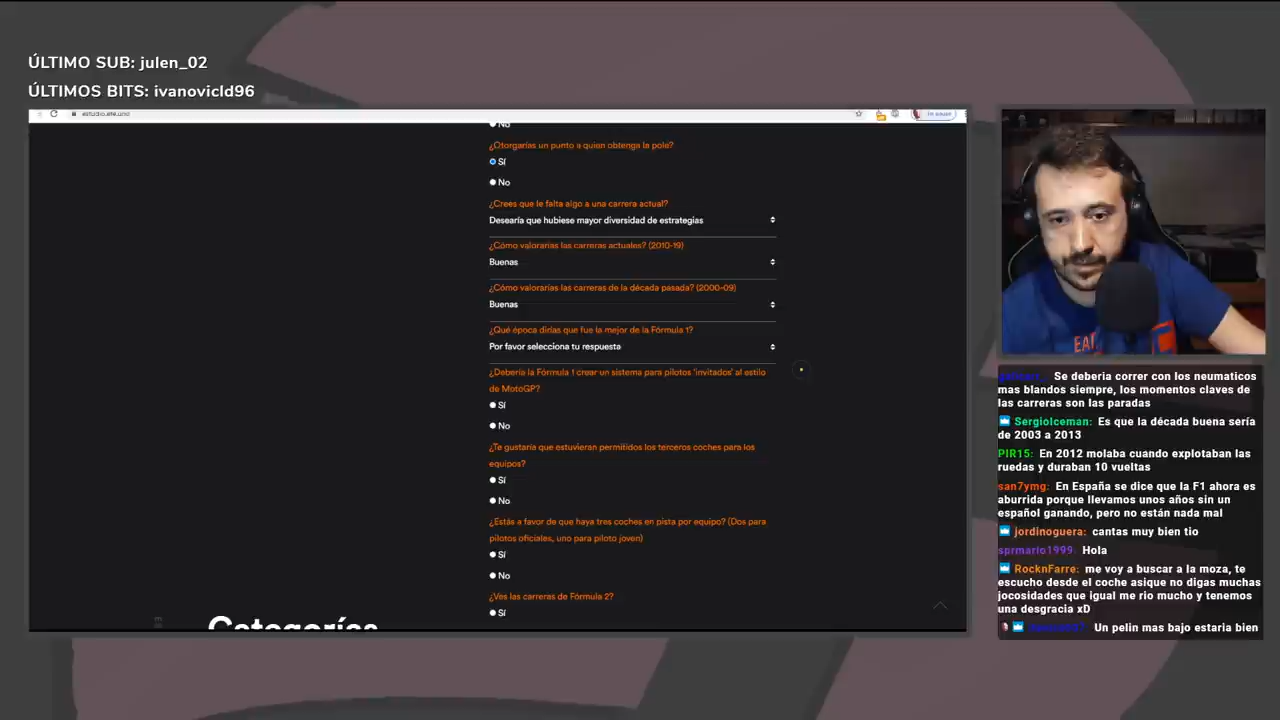 ÚLTIMO SUB: julen_02
ÚLTIMOS BITS: ivanovicld96
estudio.efe.uno
No
¿Otorgarías un punto a quien obtenga la pole?
Sí
No
¿Crees que le falta algo a una carrera actual?
Desearía que hubiese mayor diversidad de estrategias
¿Cómo valorarías las carreras actuales? (2010-19)
Buenas
¿Cómo valorarías las carreras de la década pasada? (2000-09)
Buenas
¿Qué época dirías que fue la mejor de la Fórmula 1?
Por favor selecciona tu respuesta
¿Debería la Fórmula 1 crear un sistema para pilotos 'invitados' al estilo
de MotoGP?
Sí
No
¿Te gustaría que estuvieran permitidos los terceros coches para los
equipos?
Sí
No
¿Estás a favor de que haya tres coches en pista por equipo? (Dos para
pilotos oficiales, uno para piloto joven)
Sí
No
¿Ves las carreras de Fórmula 2?
Sí
Categorías
Se deberia correr con los neumaticos
mas blandos siempre, los momentos claves de
las carreras son las paradas
SergioIceman: Es que la década buena sería
de 2003 a 2013
PIR15: En 2012 molaba cuando explotaban las
ruedas y duraban 10 vueltas
san7ymg: En España se dice que la F1 ahora es
aburrida porque llevamos unos años sin un
español ganando, pero no están nada mal
jordinoguera: cantas muy bien tio
sprmario1999: Hola
RocknFarre: me voy a buscar a la moza, te
escucho desde el coche asique no digas muchas
jocosidades que igual me rio mucho y tenemos
una desgracia xD
Un pelin mas bajo estaria bien